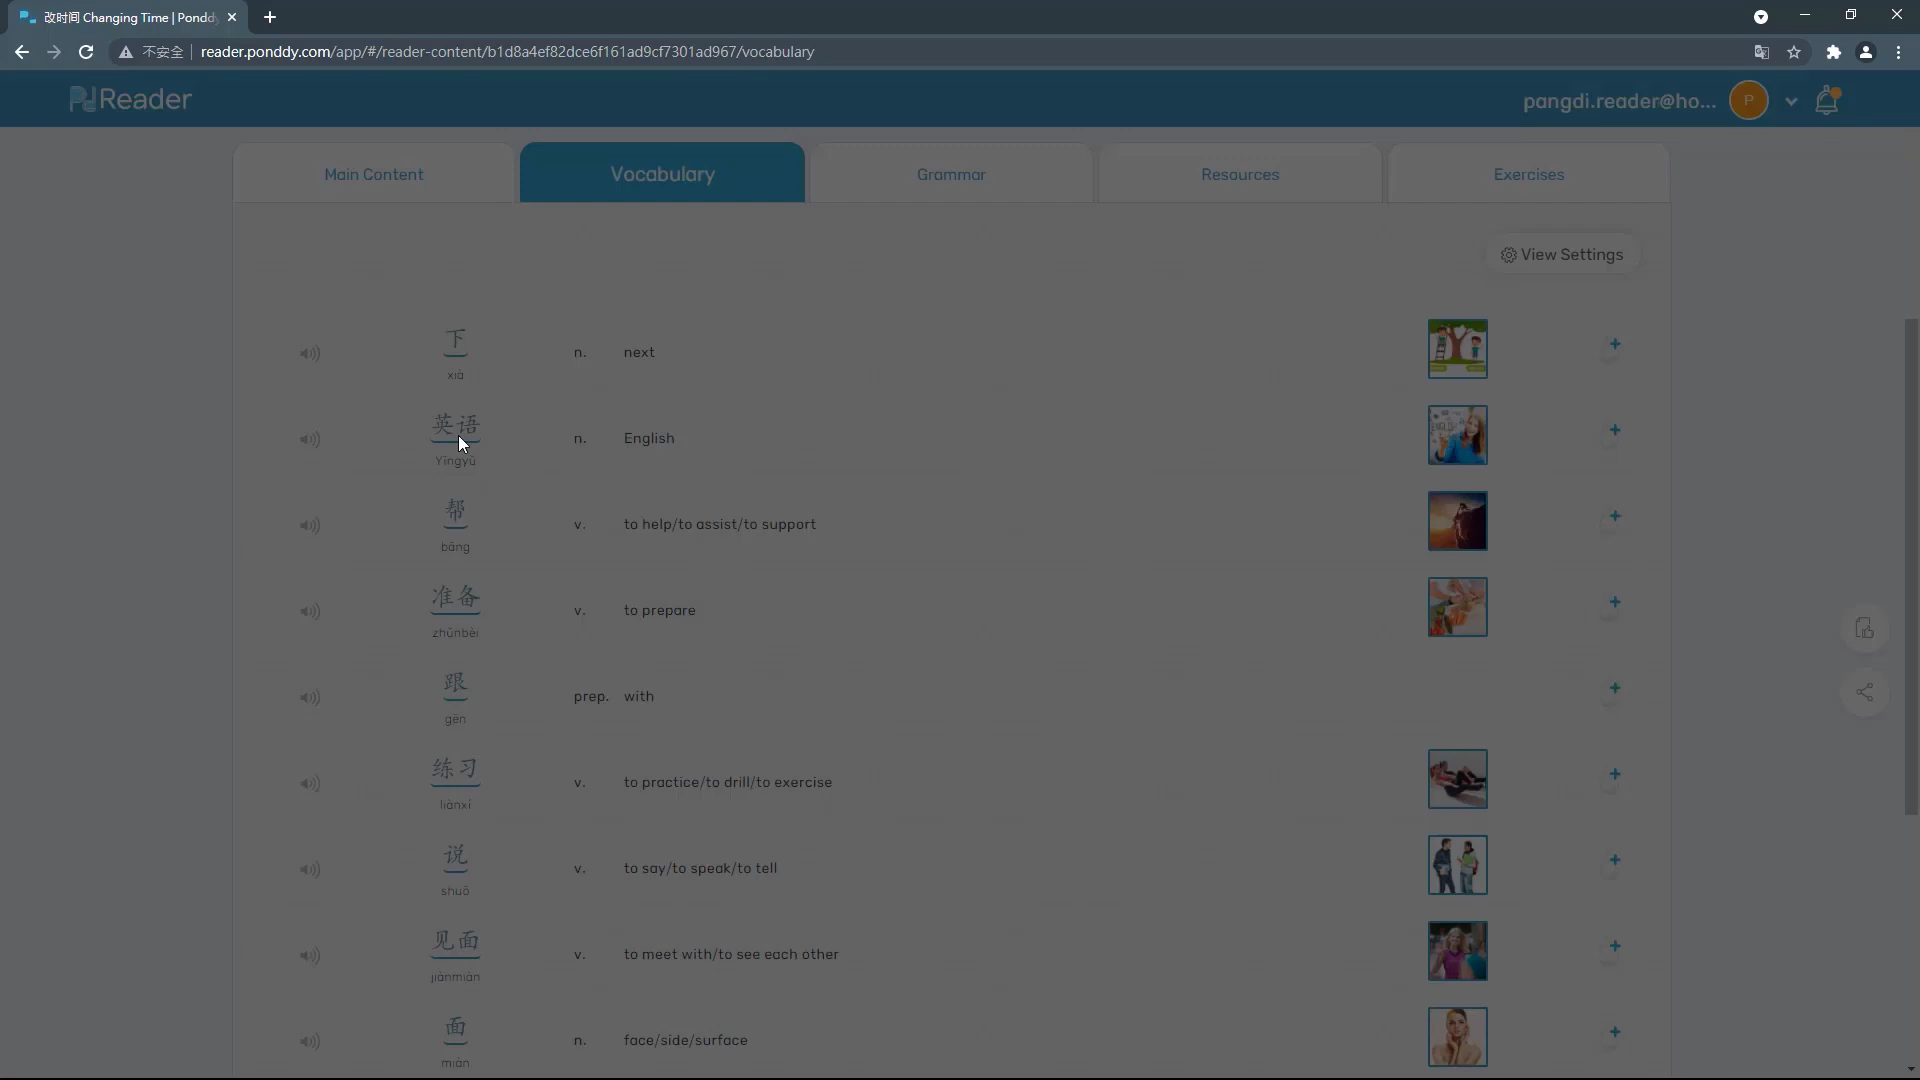 改时间 Changing Time | Pondd
不安全 reader.ponddy.com/app/#/reader-content/b1d8a4ef82dce6f161ad9cf7301ad967/vocabulary
Reader
pangdi.reader@ho... P
Main Content Vocabulary Grammar Resources Exercises
View Settings
下 n. next
xià
英语 n. English
Yīngyǔ
帮 v. to help/to assist/to support
bāng
准备 v. to prepare
zhǔnbèi
跟 prep. with
gēn
练习 v. to practice/to drill/to exercise
liànxí
说 v. to say/to speak/to tell
shuō
见面 v. to meet with/to see each other
jiànmiàn
面 n. face/side/surface
miàn